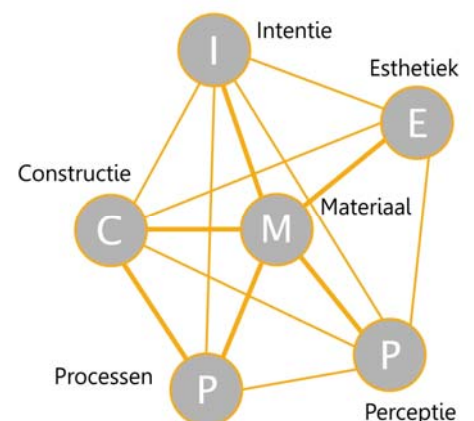 I
Intentie
Esthetiek
E
Constructie
C
M
Materiaal
P
Processen
P
Perceptie